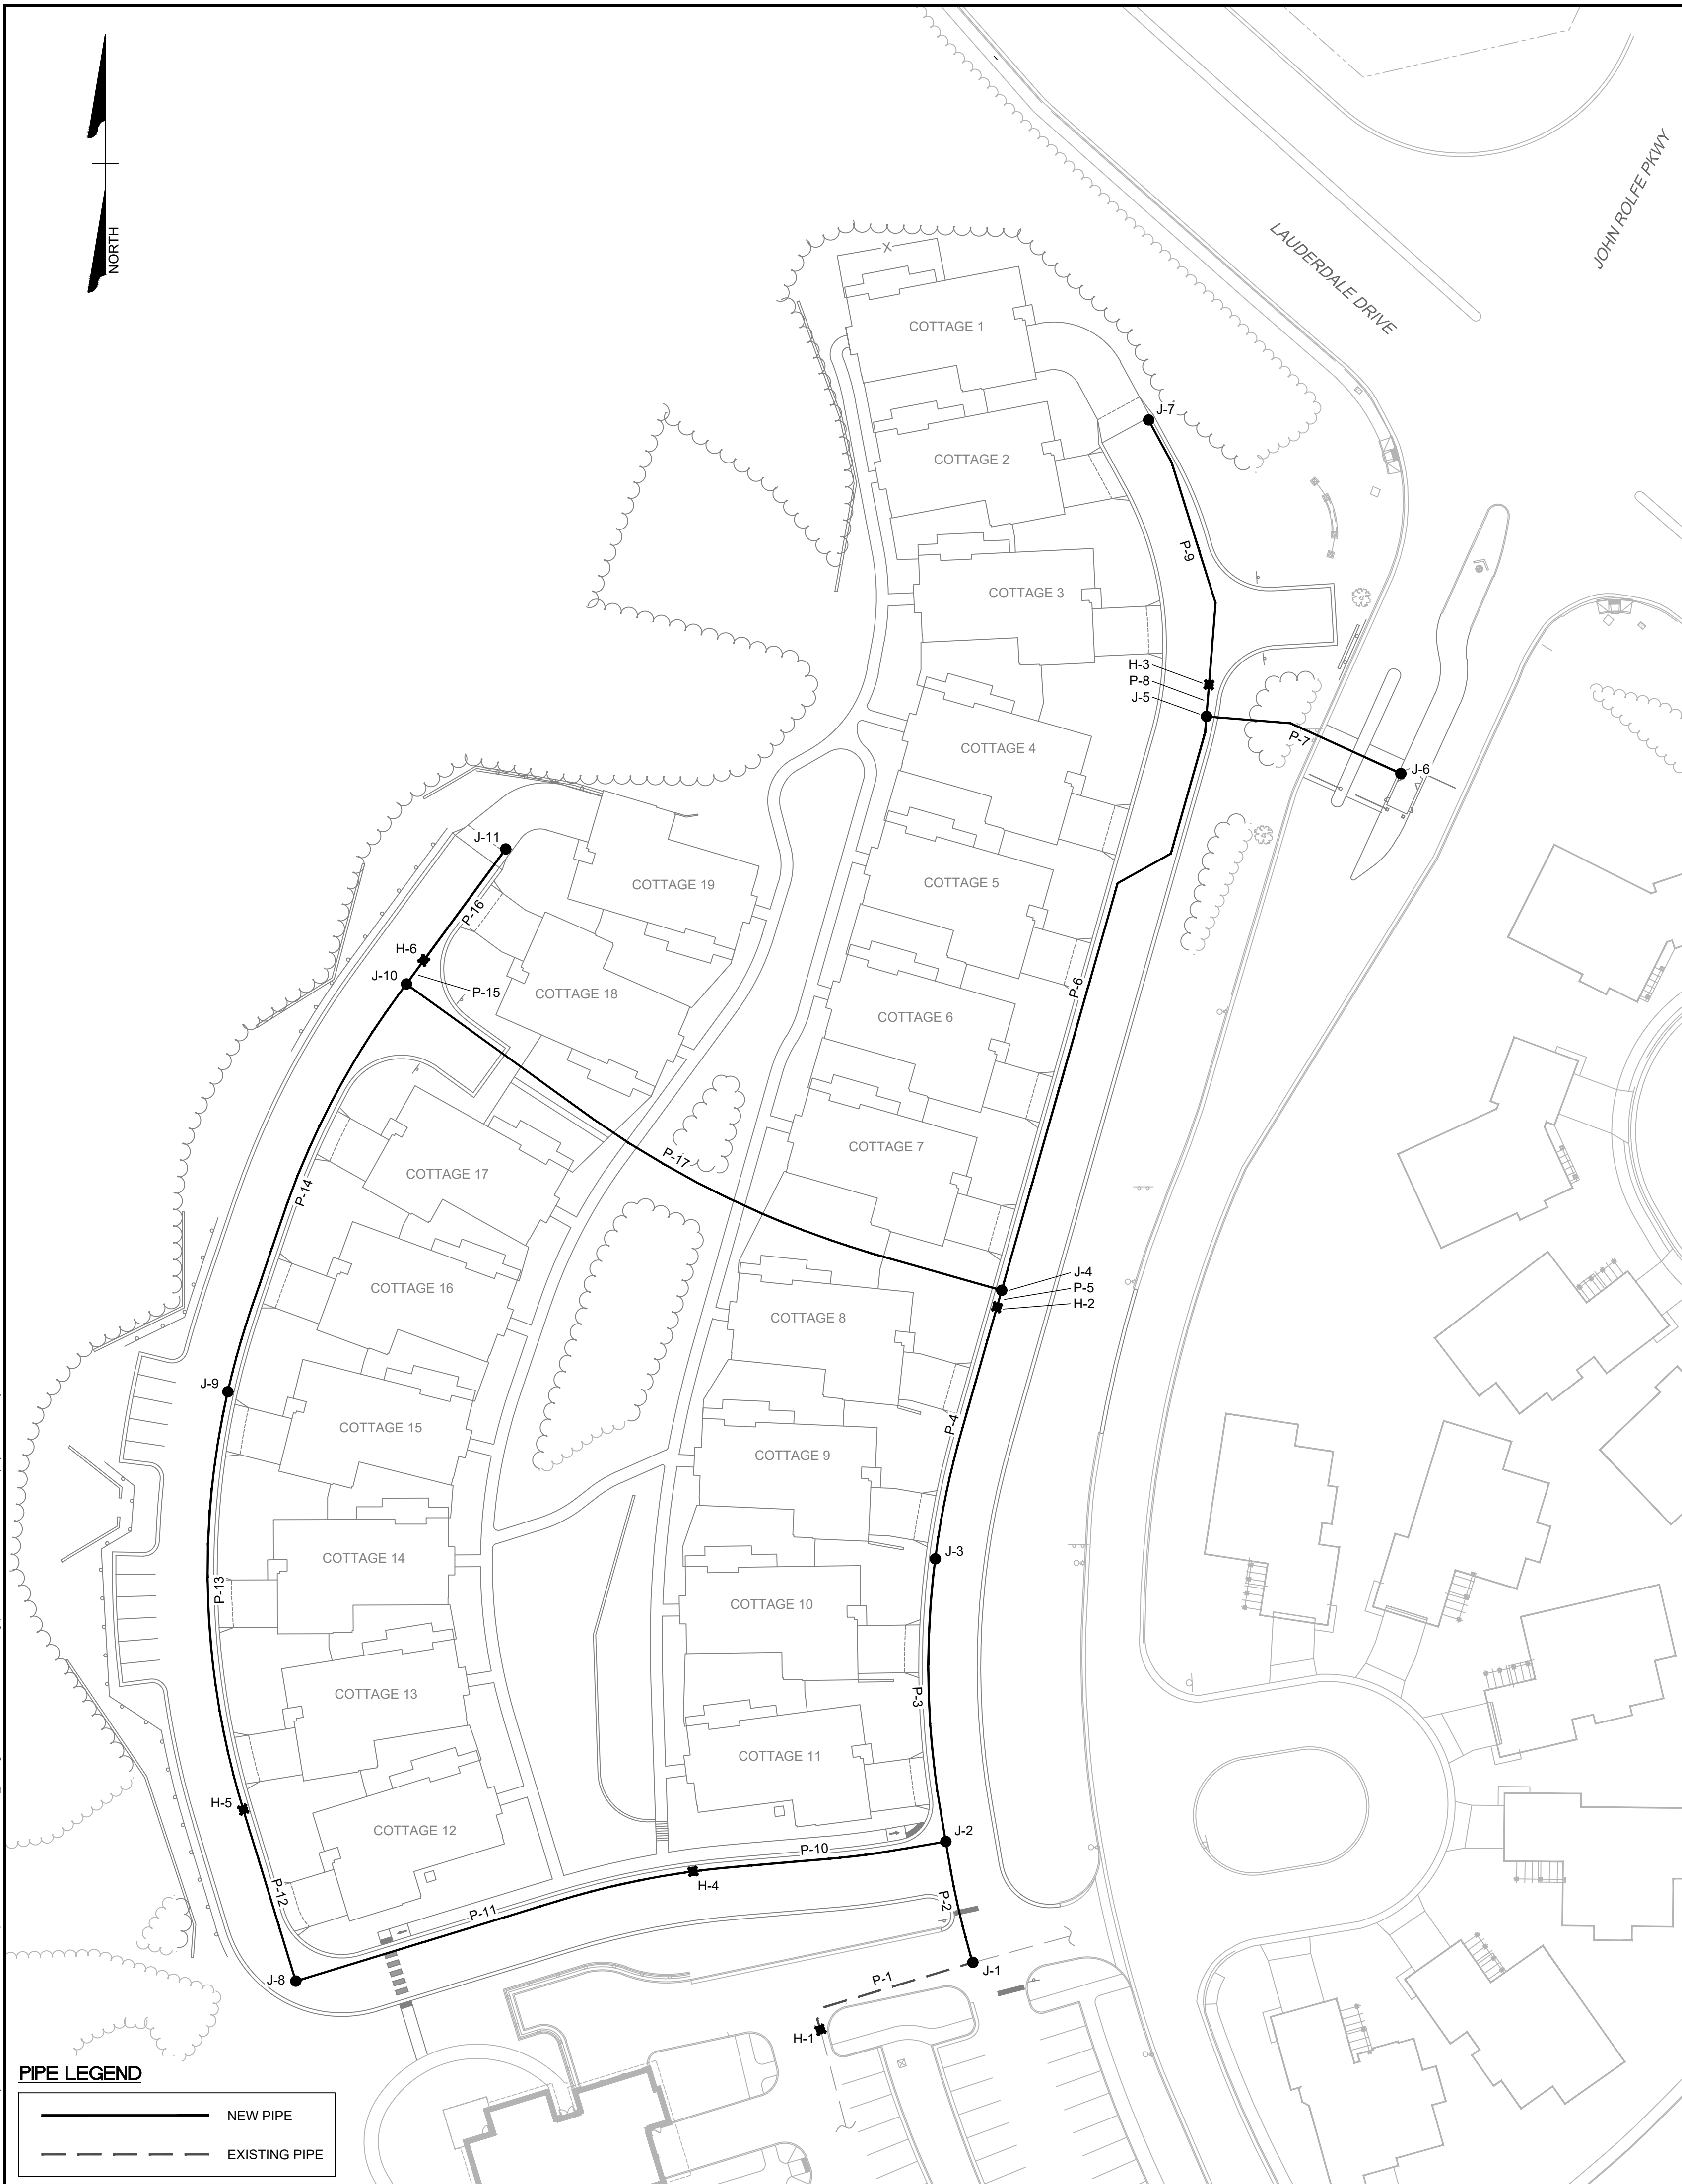 NORTH
JOHN ROLFE PKWY
LAUDERDALE DRIVE
X
COTTAGE 1
J-7
COTTAGE 2
P-9
COTTAGE 3
H-3
P-8
J-5
COTTAGE 4
P-7
J-6
J-11
COTTAGE 19
COTTAGE 5
P-16
H-6
J-10
P-15
COTTAGE 18
P-6
COTTAGE 6
COTTAGE 7
P-17
COTTAGE 17
P-14
J-4
P-5
H-2
COTTAGE 16
COTTAGE 8
J-9
COTTAGE 15
P-4
COTTAGE 9
J-3
COTTAGE 14
P-13
COTTAGE 10
COTTAGE 13
P-3
COTTAGE 11
H-5
COTTAGE 12
J-2
P-10
H-4
P-12
P-11
P-2
J-8
P-1
J-1
H-1
PIPE LEGEND
NEW PIPE
EXISTING PIPE